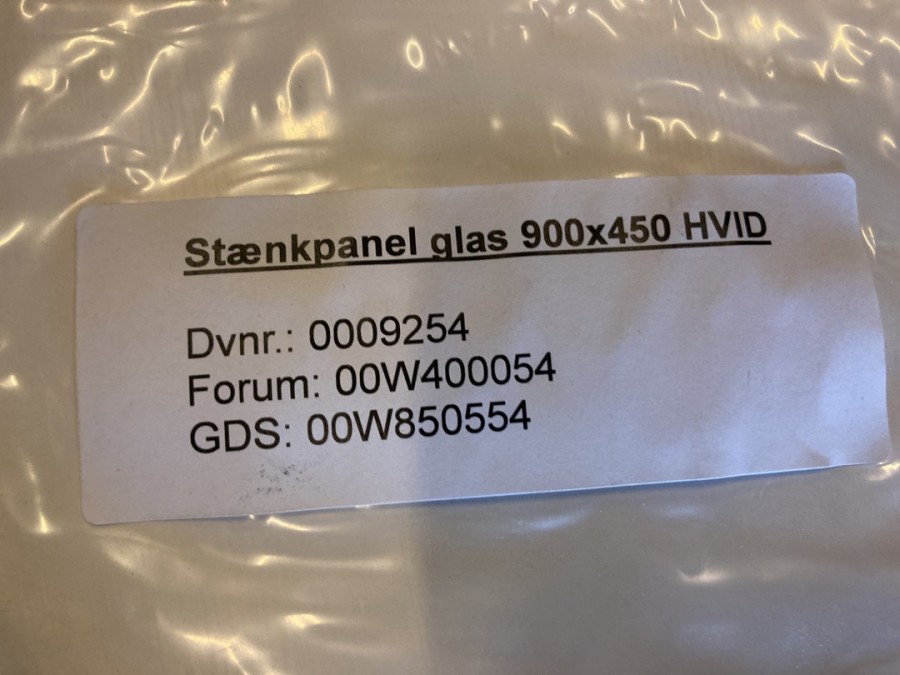 Stænkpanel glas 900x450 HVID
Dvnr.: 0009254
Forum: 00W400054
GDS: 00W850554